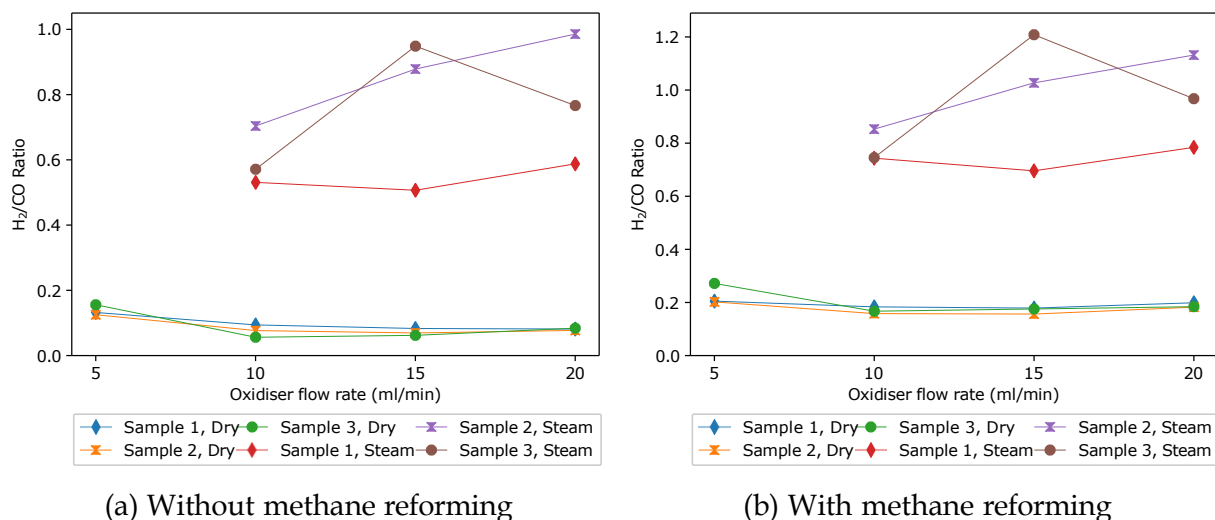 1.0
0.8
0.6
0.4
0.2
0.0
H₂/CO Ratio
5 10 15 20
Oxidiser flow rate (ml/min)
Sample 1, Dry Sample 3, Dry Sample 2, Steam
Sample 2, Dry Sample 1, Steam Sample 3, Steam
(a) Without methane reforming
1.2
1.0
0.8
0.6
0.4
0.2
0.0
H₂/CO Ratio
5 10 15 20
Oxidiser flow rate (ml/min)
Sample 1, Dry Sample 3, Dry Sample 2, Steam
Sample 2, Dry Sample 1, Steam Sample 3, Steam
(b) With methane reforming